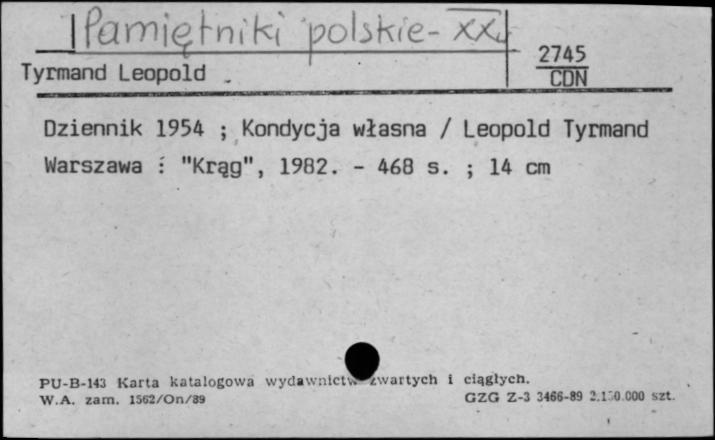 Pamiętniki polskie - XX w
Tyrmand Leopold
2745
CDN
Dziennik 1954 ; Kondycja własna / Leopold Tyrmand
Warszawa : "Krąg", 1982. - 468 s. ; 14 cm
PU-B-143 Karta katalogowa wydawnictw zwartych i ciągłych.
W.A. zam. 1562/On/89
GZG Z-3 3466-89 szt.